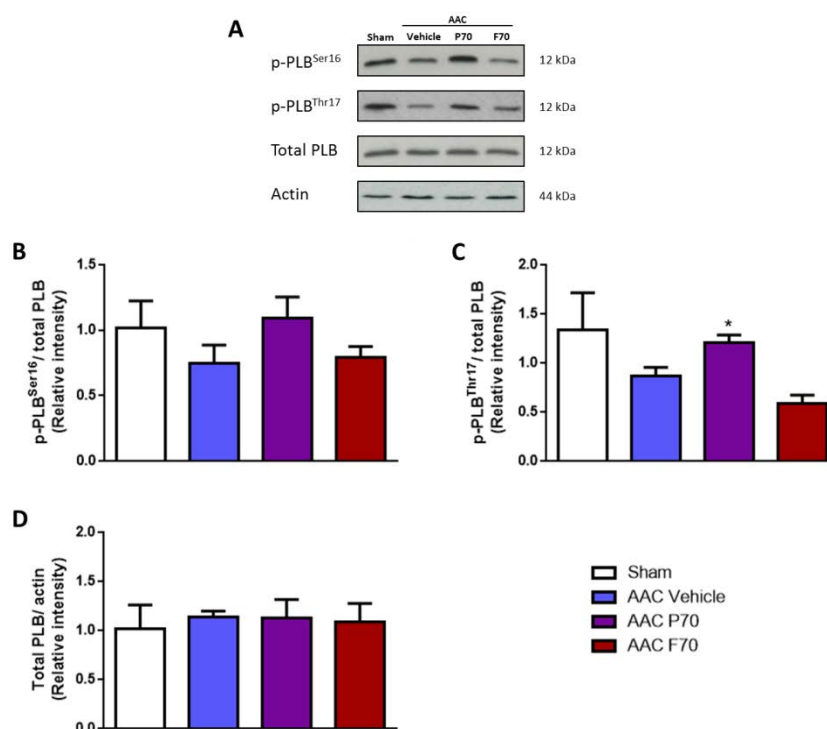 A
AAC
Sham Vehicle P70 F70
p-PLBSer16 12 kDa
p-PLBThr17 12 kDa
Total PLB 12 kDa
Actin 44 kDa
B
p-PLBSer16/ total PLB
(Relative intensity)
1.5
1.0
0.5
0.0
C
p-PLBThr17/ total PLB
(Relative intensity)
2.0
1.5
1.0
0.5
0.0
*
D
Total PLB/ actin
(Relative intensity)
2.0
1.5
1.0
0.5
0.0
Sham
AAC Vehicle
AAC P70
AAC F70